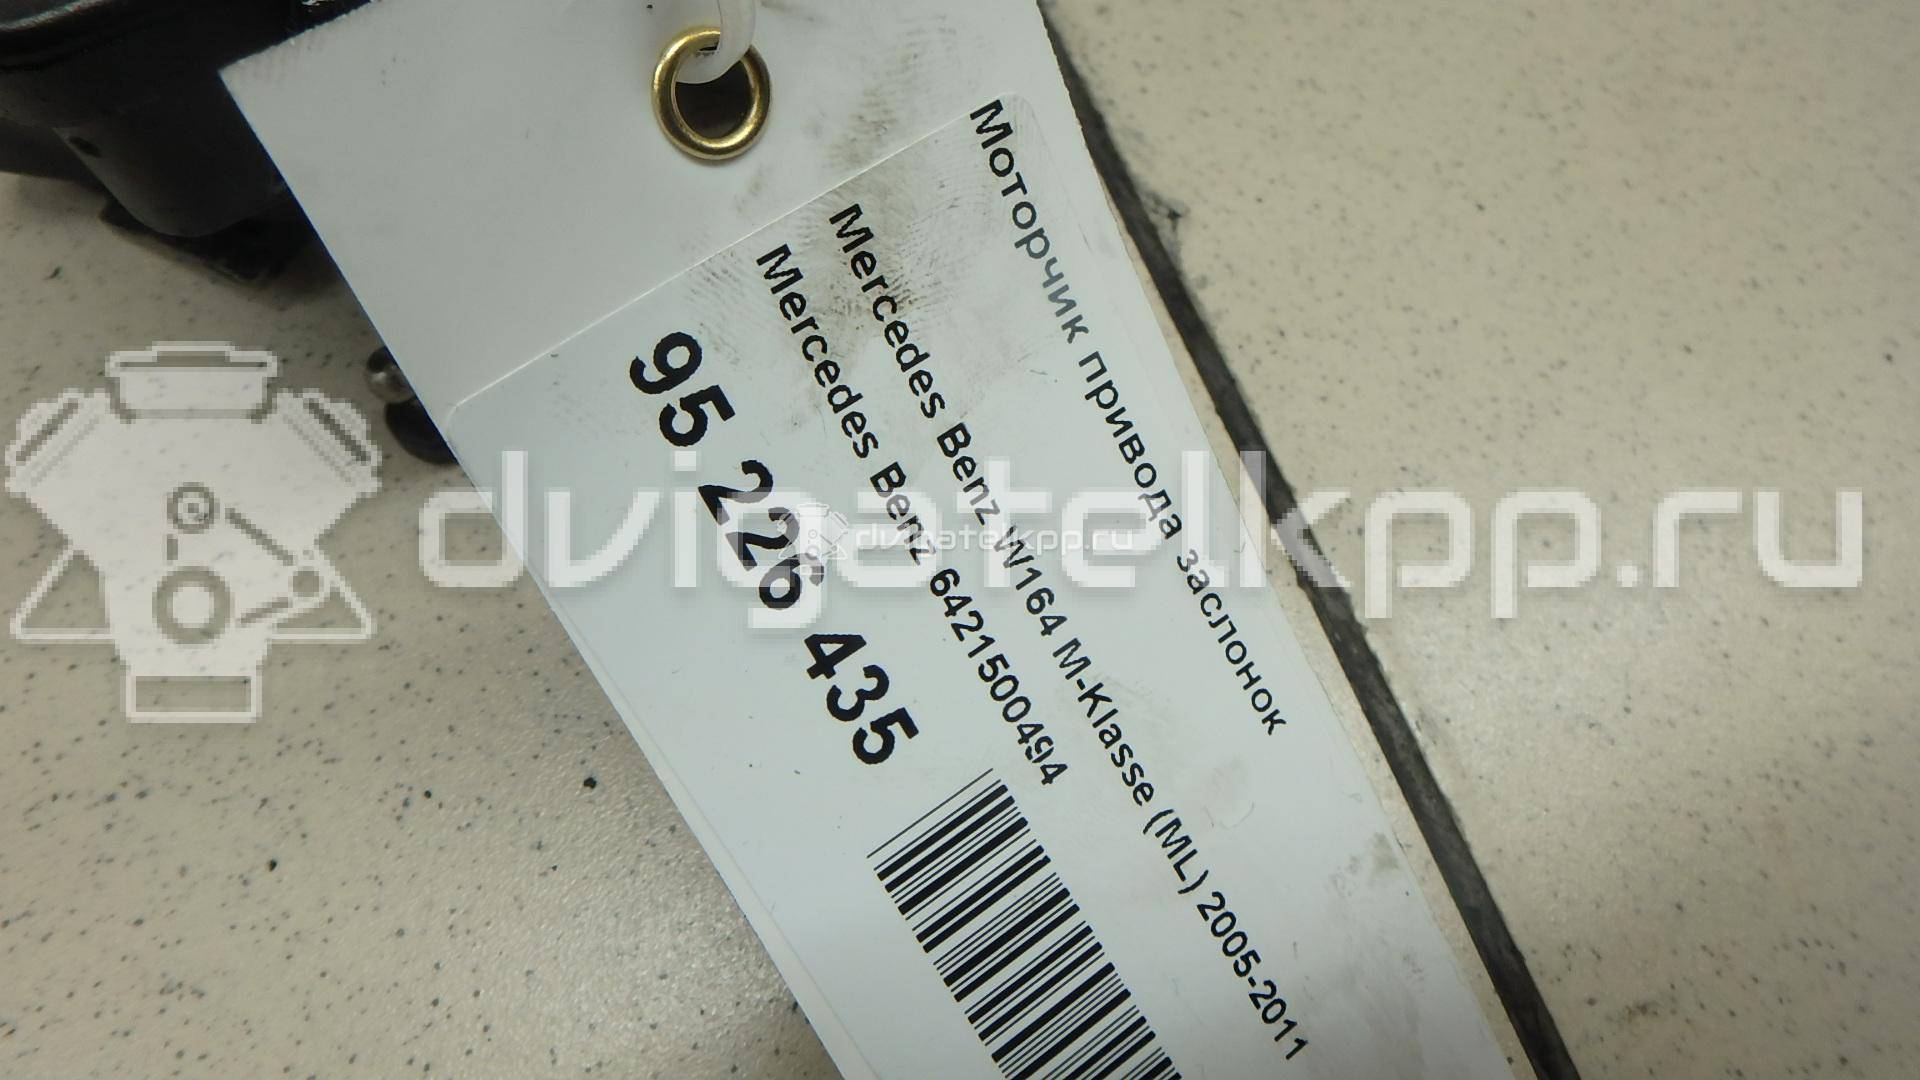 Моторчик привода заслонок
Mercedes Benz W164 M-Klasse (ML) 2005-2011
Mercedes Benz 6421500494
95 226 435
dvigatelkpp.ru
dvigatelkpp.ru